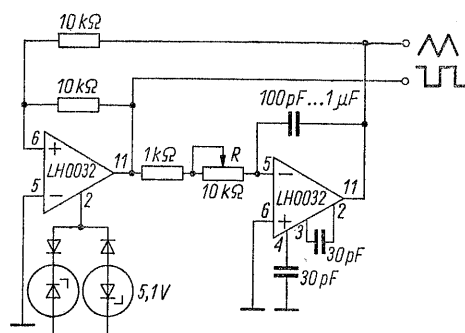 10 kΩ
10 kΩ
100 pF...1 µF
6
+
LH0032
11
5
−
2
1 kΩ
R
10 kΩ
5
−
LH0032
11
6
+
4
3
2
30 pF
30 pF
5,1 V